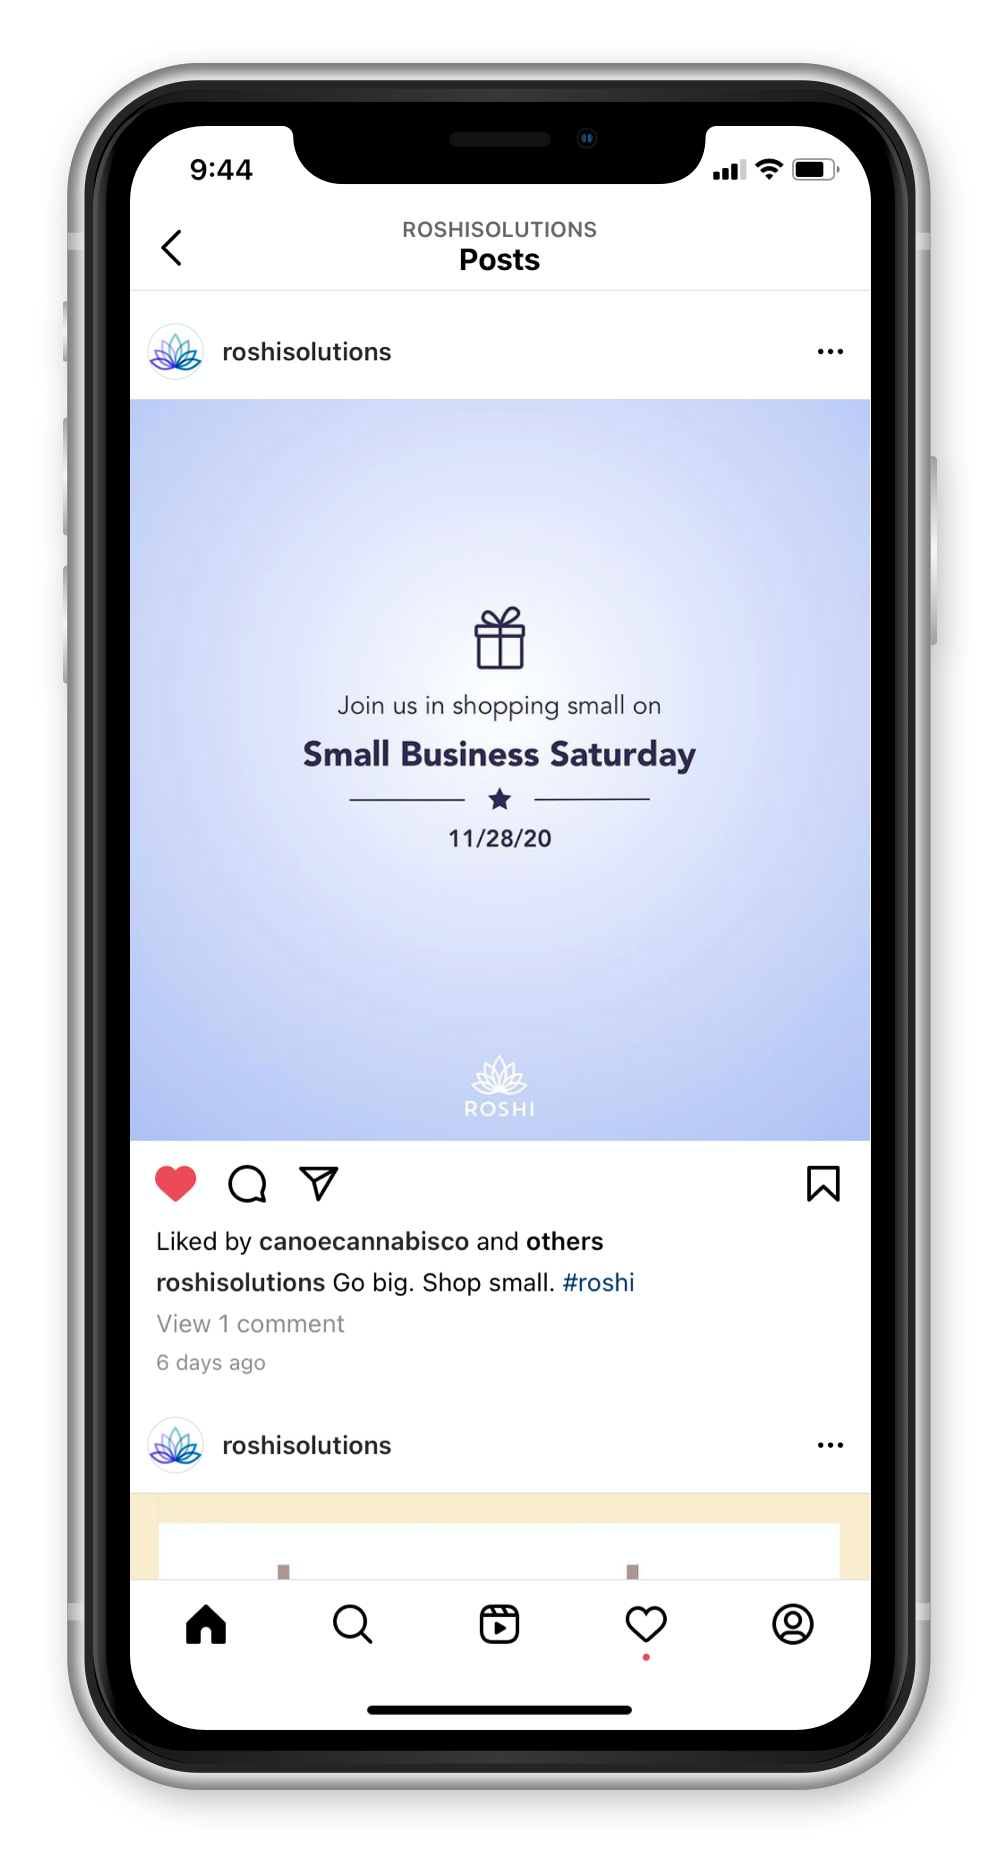 9:44
ROSHISOLUTIONS
Posts
roshisolutions
Join us in shopping small on
Small Business Saturday
11/28/20
ROSHI
Liked by canoecannabisco and others
roshisolutions Go big. Shop small. #roshi
View 1 comment
6 days ago
roshisolutions